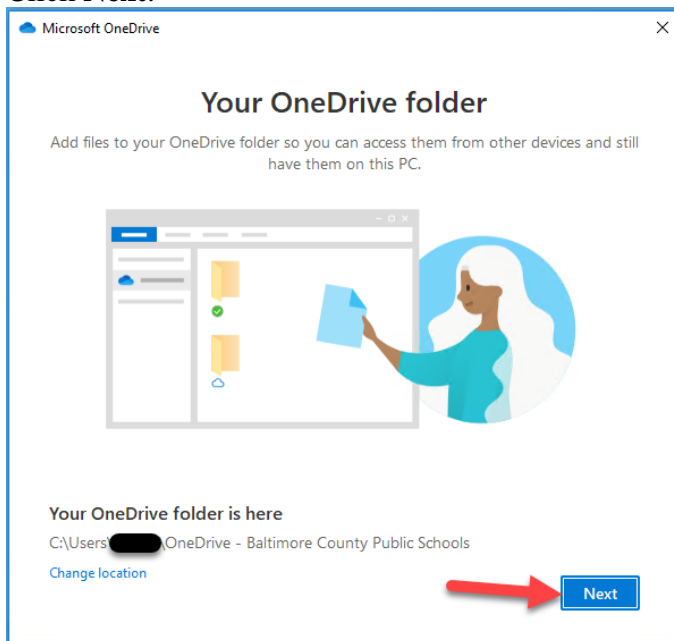 Microsoft OneDrive
Your OneDrive folder
Add files to your OneDrive folder so you can access them from other devices and still
have them on this PC.
Your OneDrive folder is here
C:\Users\ \OneDrive - Baltimore County Public Schools
Change location
Next